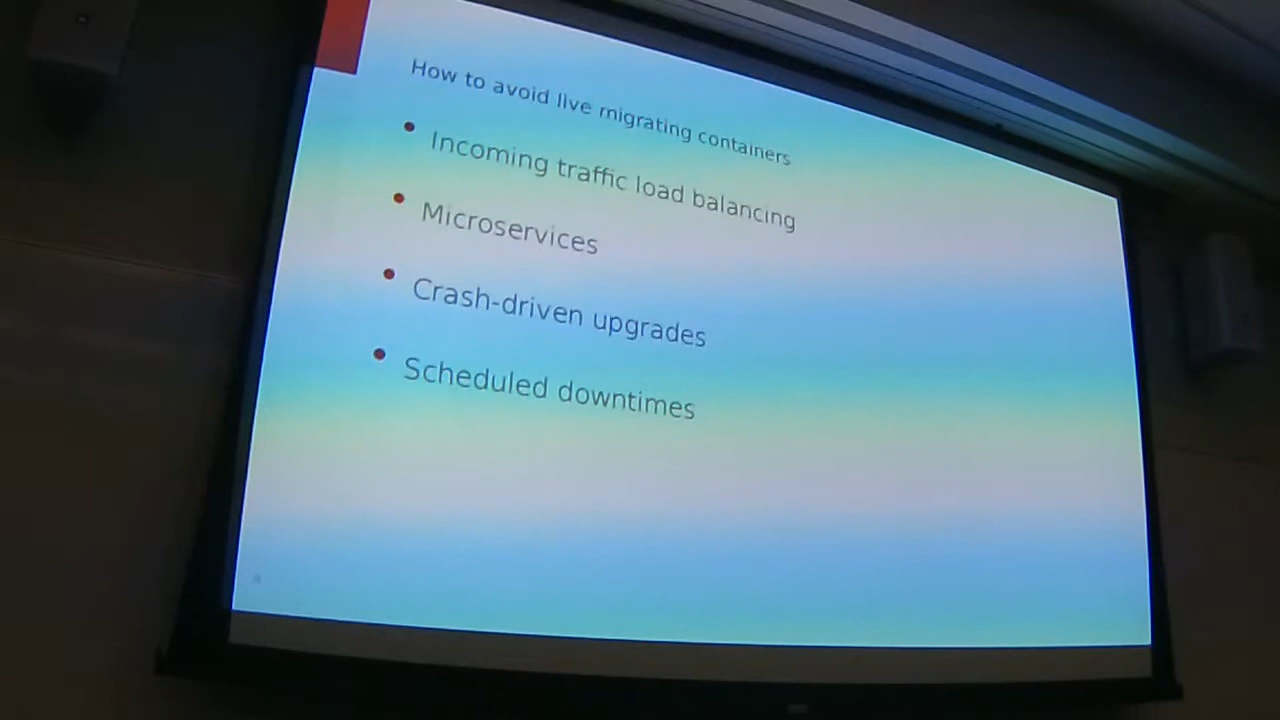 How to avoid live migrating containers
Incoming traffic load balancing
Microservices
Crash-driven upgrades
Scheduled downtimes